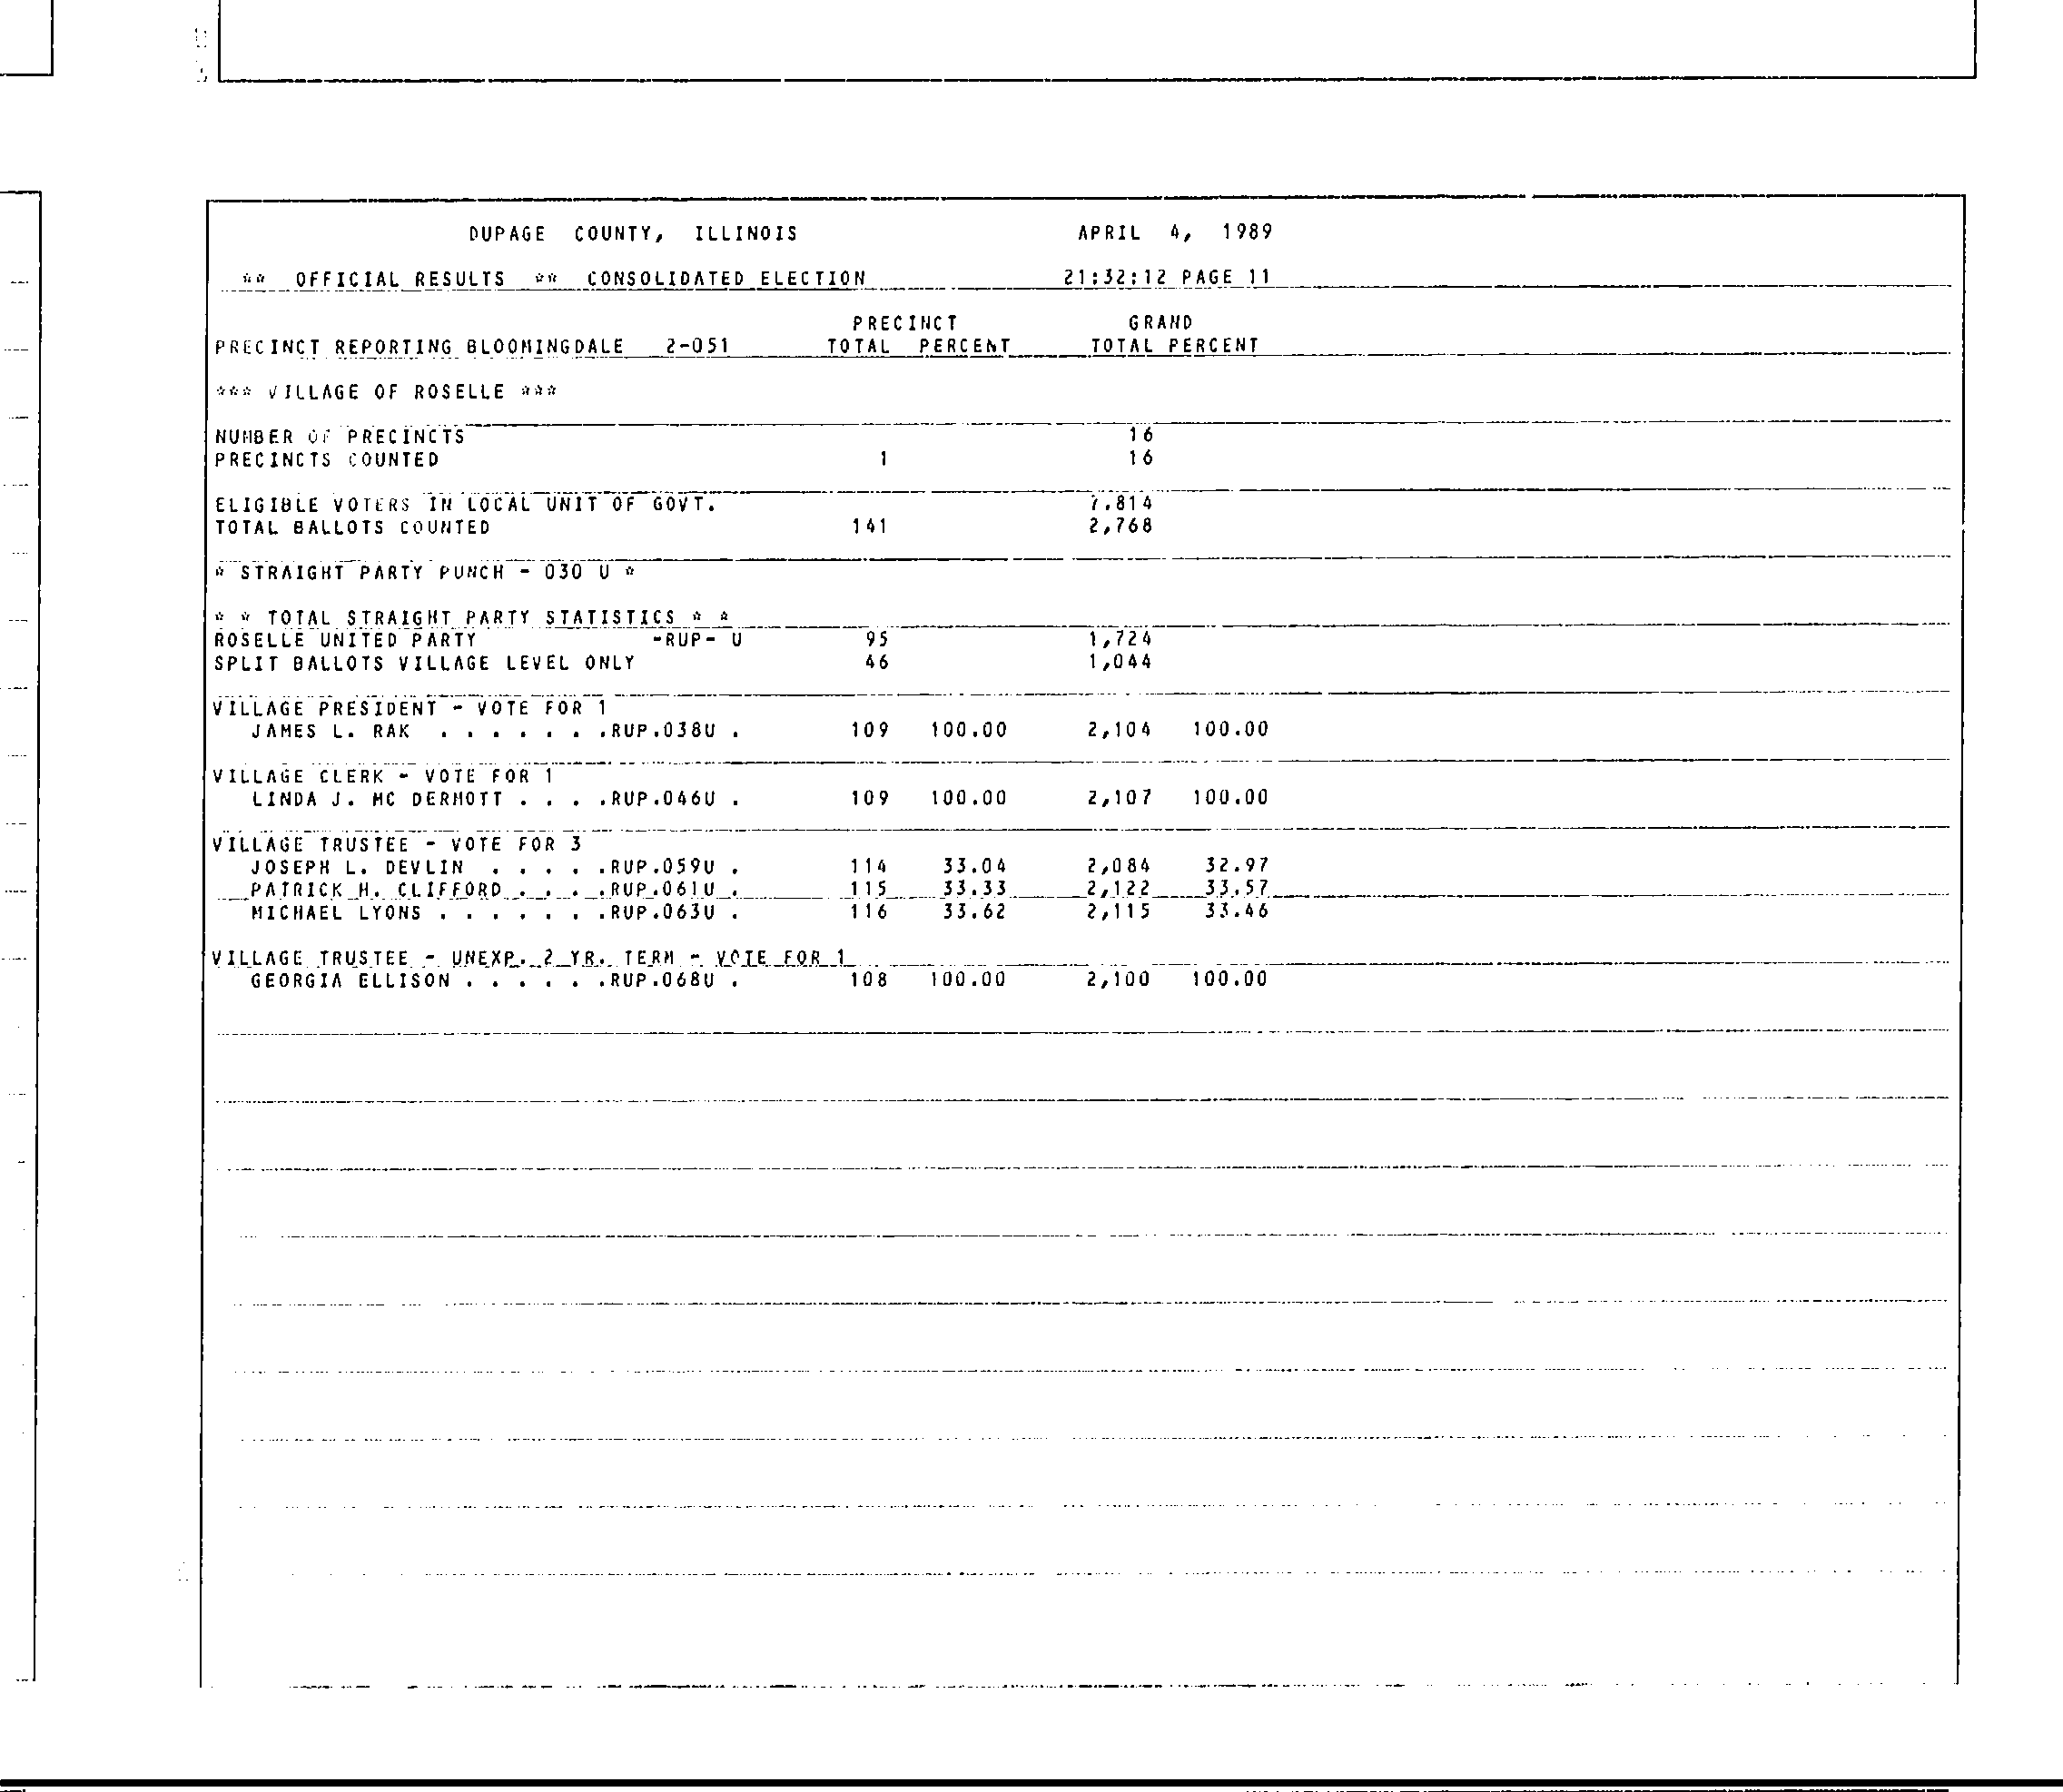 DUPAGE COUNTY, ILLINOIS APRIL 4, 1989
** OFFICIAL RESULTS ** CONSOLIDATED ELECTION 21:32:12 PAGE 11
PRECINCT GRAND
PRECINCT REPORTING BLOOMINGDALE 2-051 TOTAL PERCENT TOTAL PERCENT
*** VILLAGE OF ROSELLE ***
NUMBER OF PRECINCTS 16
PRECINCTS COUNTED 1 16
ELIGIBLE VOTERS IN LOCAL UNIT OF GOVT. 7,814
TOTAL BALLOTS COUNTED 141 2,768
* STRAIGHT PARTY PUNCH - 030 U *
* * TOTAL STRAIGHT PARTY STATISTICS * *
ROSELLE UNITED PARTY -RUP- U 95 1,724
SPLIT BALLOTS VILLAGE LEVEL ONLY 46 1,044
VILLAGE PRESIDENT - VOTE FOR 1
JAMES L. RAK . . . . . . .RUP.038U . 109 100.00 2,104 100.00
VILLAGE CLERK - VOTE FOR 1
LINDA J. MC DERMOTT . . . .RUP.046U . 109 100.00 2,107 100.00
VILLAGE TRUSTEE - VOTE FOR 3
JOSEPH L. DEVLIN . . . . .RUP.059U . 114 33.04 2,084 32.97
PATRICK H. CLIFFORD . . . .RUP.061U . 115 33.33 2,122 33.57
MICHAEL LYONS . . . . . . .RUP.063U . 116 33.62 2,115 33.46
VILLAGE TRUSTEE - UNEXP. 2 YR. TERM - VOTE FOR 1
GEORGIA ELLISON . . . . . .RUP.068U . 108 100.00 2,100 100.00